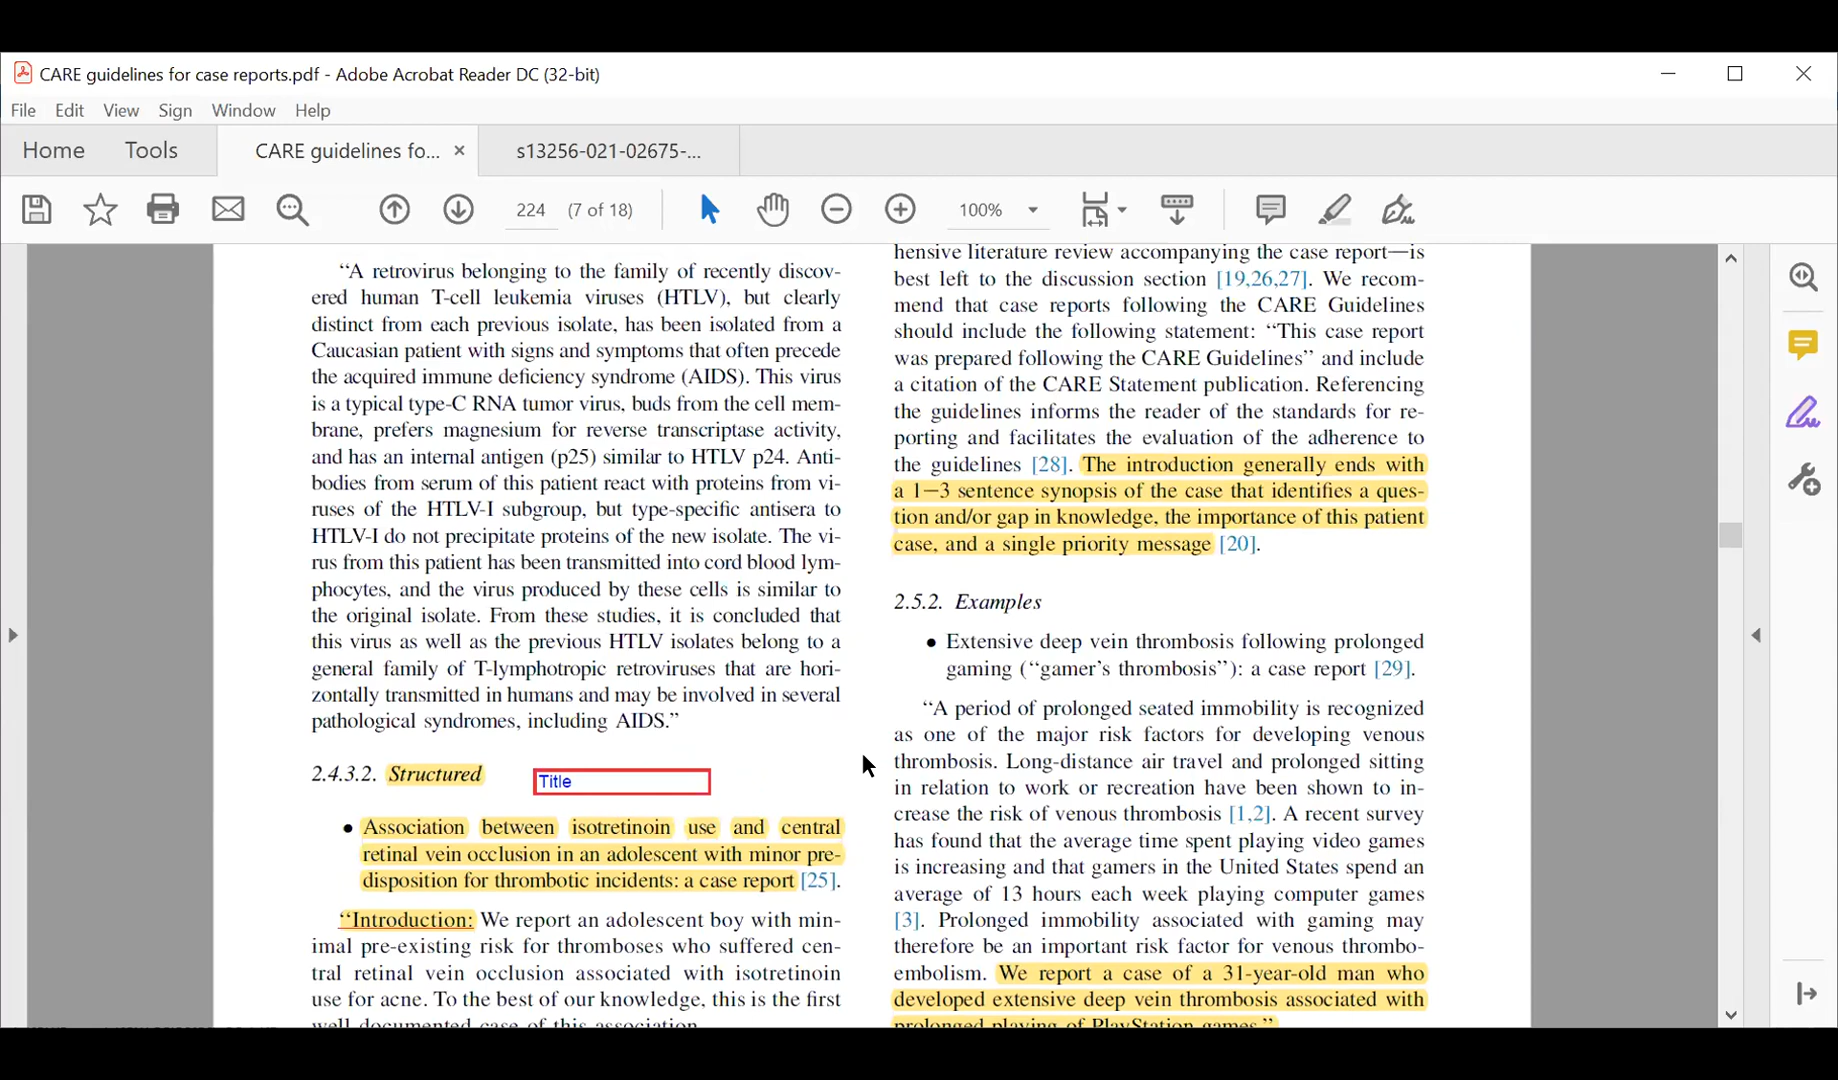 CARE guidelines for case reports.pdf - Adobe Acrobat Reader DC (32-bit)
File Edit View Sign Window Help
Home Tools CARE guidelines fo... × s13256-021-02675-...
224 (7 of 18) 100%
“A retrovirus belonging to the family of recently discov-
ered human T-cell leukemia viruses (HTLV), but clearly
distinct from each previous isolate, has been isolated from a
Caucasian patient with signs and symptoms that often precede
the acquired immune deficiency syndrome (AIDS). This virus
is a typical type-C RNA tumor virus, buds from the cell mem-
brane, prefers magnesium for reverse transcriptase activity,
and has an internal antigen (p25) similar to HTLV p24. Anti-
bodies from serum of this patient react with proteins from vi-
ruses of the HTLV-I subgroup, but type-specific antisera to
HTLV-I do not precipitate proteins of the new isolate. The vi-
rus from this patient has been transmitted into cord blood lym-
phocytes, and the virus produced by these cells is similar to
the original isolate. From these studies, it is concluded that
this virus as well as the previous HTLV isolates belong to a
general family of T-lymphotropic retroviruses that are hori-
zontally transmitted in humans and may be involved in several
pathological syndromes, including AIDS.”
2.4.3.2. Structured
Title
• Association between isotretinoin use and central
retinal vein occlusion in an adolescent with minor pre-
disposition for thrombotic incidents: a case report [25].
“Introduction: We report an adolescent boy with min-
imal pre-existing risk for thromboses who suffered cen-
tral retinal vein occlusion associated with isotretinoin
use for acne. To the best of our knowledge, this is the first
well documented case of this association.
hensive literature review accompanying the case report—is
best left to the discussion section [19,26,27]. We recom-
mend that case reports following the CARE Guidelines
should include the following statement: “This case report
was prepared following the CARE Guidelines” and include
a citation of the CARE Statement publication. Referencing
the guidelines informs the reader of the standards for re-
porting and facilitates the evaluation of the adherence to
the guidelines [28]. The introduction generally ends with
a 1–3 sentence synopsis of the case that identifies a ques-
tion and/or gap in knowledge, the importance of this patient
case, and a single priority message [20].
2.5.2. Examples
• Extensive deep vein thrombosis following prolonged
gaming (“gamer’s thrombosis”): a case report [29].
“A period of prolonged seated immobility is recognized
as one of the major risk factors for developing venous
thrombosis. Long-distance air travel and prolonged sitting
in relation to work or recreation have been shown to in-
crease the risk of venous thrombosis [1,2]. A recent survey
has found that the average time spent playing video games
is increasing and that gamers in the United States spend an
average of 13 hours each week playing computer games
[3]. Prolonged immobility associated with gaming may
therefore be an important risk factor for venous thrombo-
embolism. We report a case of a 31-year-old man who
developed extensive deep vein thrombosis associated with
prolonged playing of PlayStation games.”